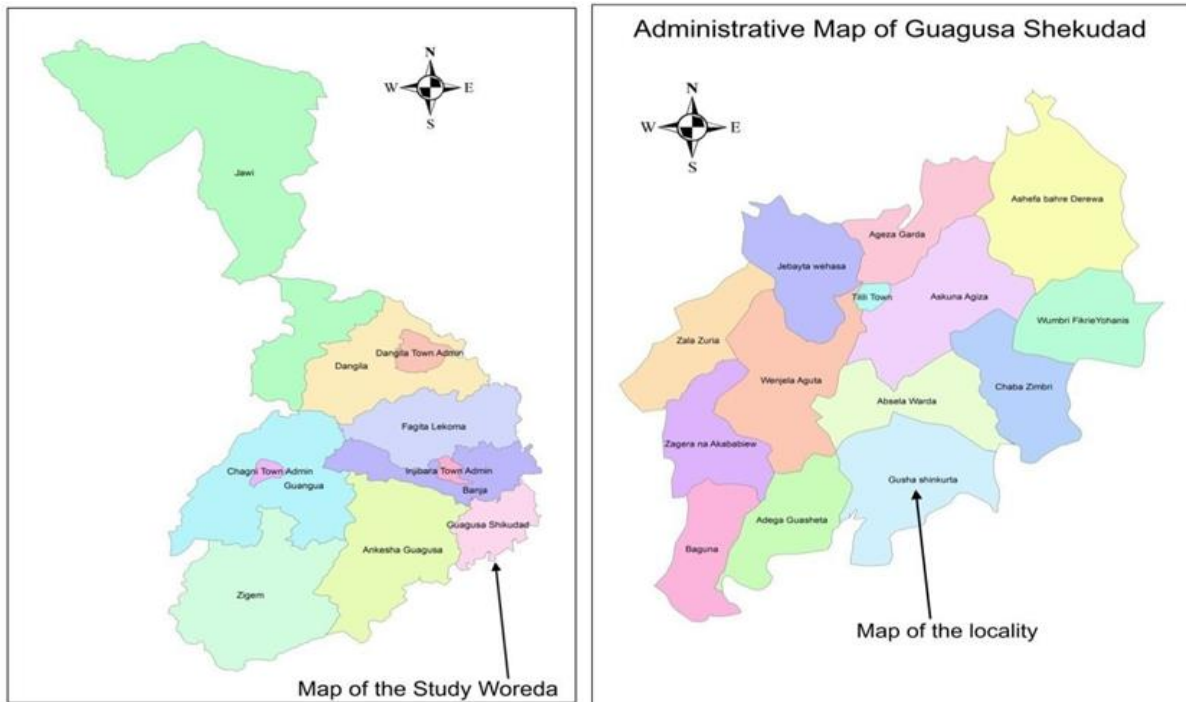 N
W E
S
Jawi
Dangila Town Admin
Dangila
Fagita Lekoma
Chagni Town Admin
Injibara Town Admin
Guangua
Banja
Guagusa Shikudad
Ankesha Guagusa
Zigem
Map of the Study Woreda
Administrative Map of Guagusa Shekudad
N
W E
S
Ashefa bahre Derewa
Ageza Garda
Jebayta wehasa
Tilili Town
Askuna Agiza
Wumbri FikrieYohanis
Zala Zuria
Wenjela Aguta
Chaba Zimbri
Absela Warda
Zagera na Akababiew
Gusha shinkurta
Adega Guasheta
Baguna
Map of the locality